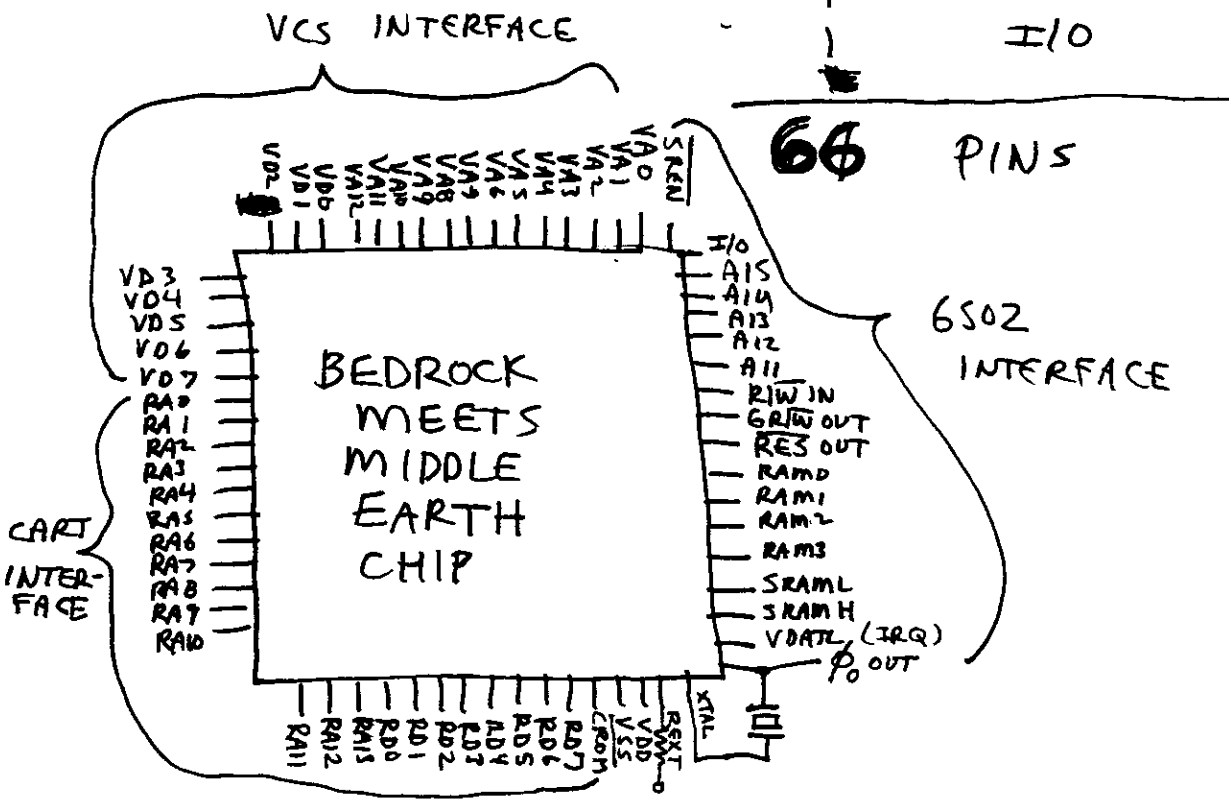 VCS INTERFACE
I/O
64 PINS
VD2
VD1
VD0
VA12
VA11
VA10
VA9
VA8
VA7
VA6
VA5
VA4
VA3
VA2
VA1
VA0
SREN
I/O
A15
A14
A13
A12
A11
R/W IN
GR/W OUT
RES OUT
RAM0
RAM1
RAM2
RAM3
SRAML
SRAMH
VDATL (IRQ)
Φ0 OUT
6502
INTERFACE
VD3
VD4
VD5
VD6
VD7
RA0
RA1
RA2
RA3
RA4
RA5
RA6
RA7
RA8
RA9
RA10
CART
INTER-
FACE
BEDROCK
MEETS
MIDDLE
EARTH
CHIP
RA11
RA12
RA13
RD0
RD1
RD2
RD3
RD4
RD5
RD6
RD7
CROM
VSS
VDD
REXT
XTAL